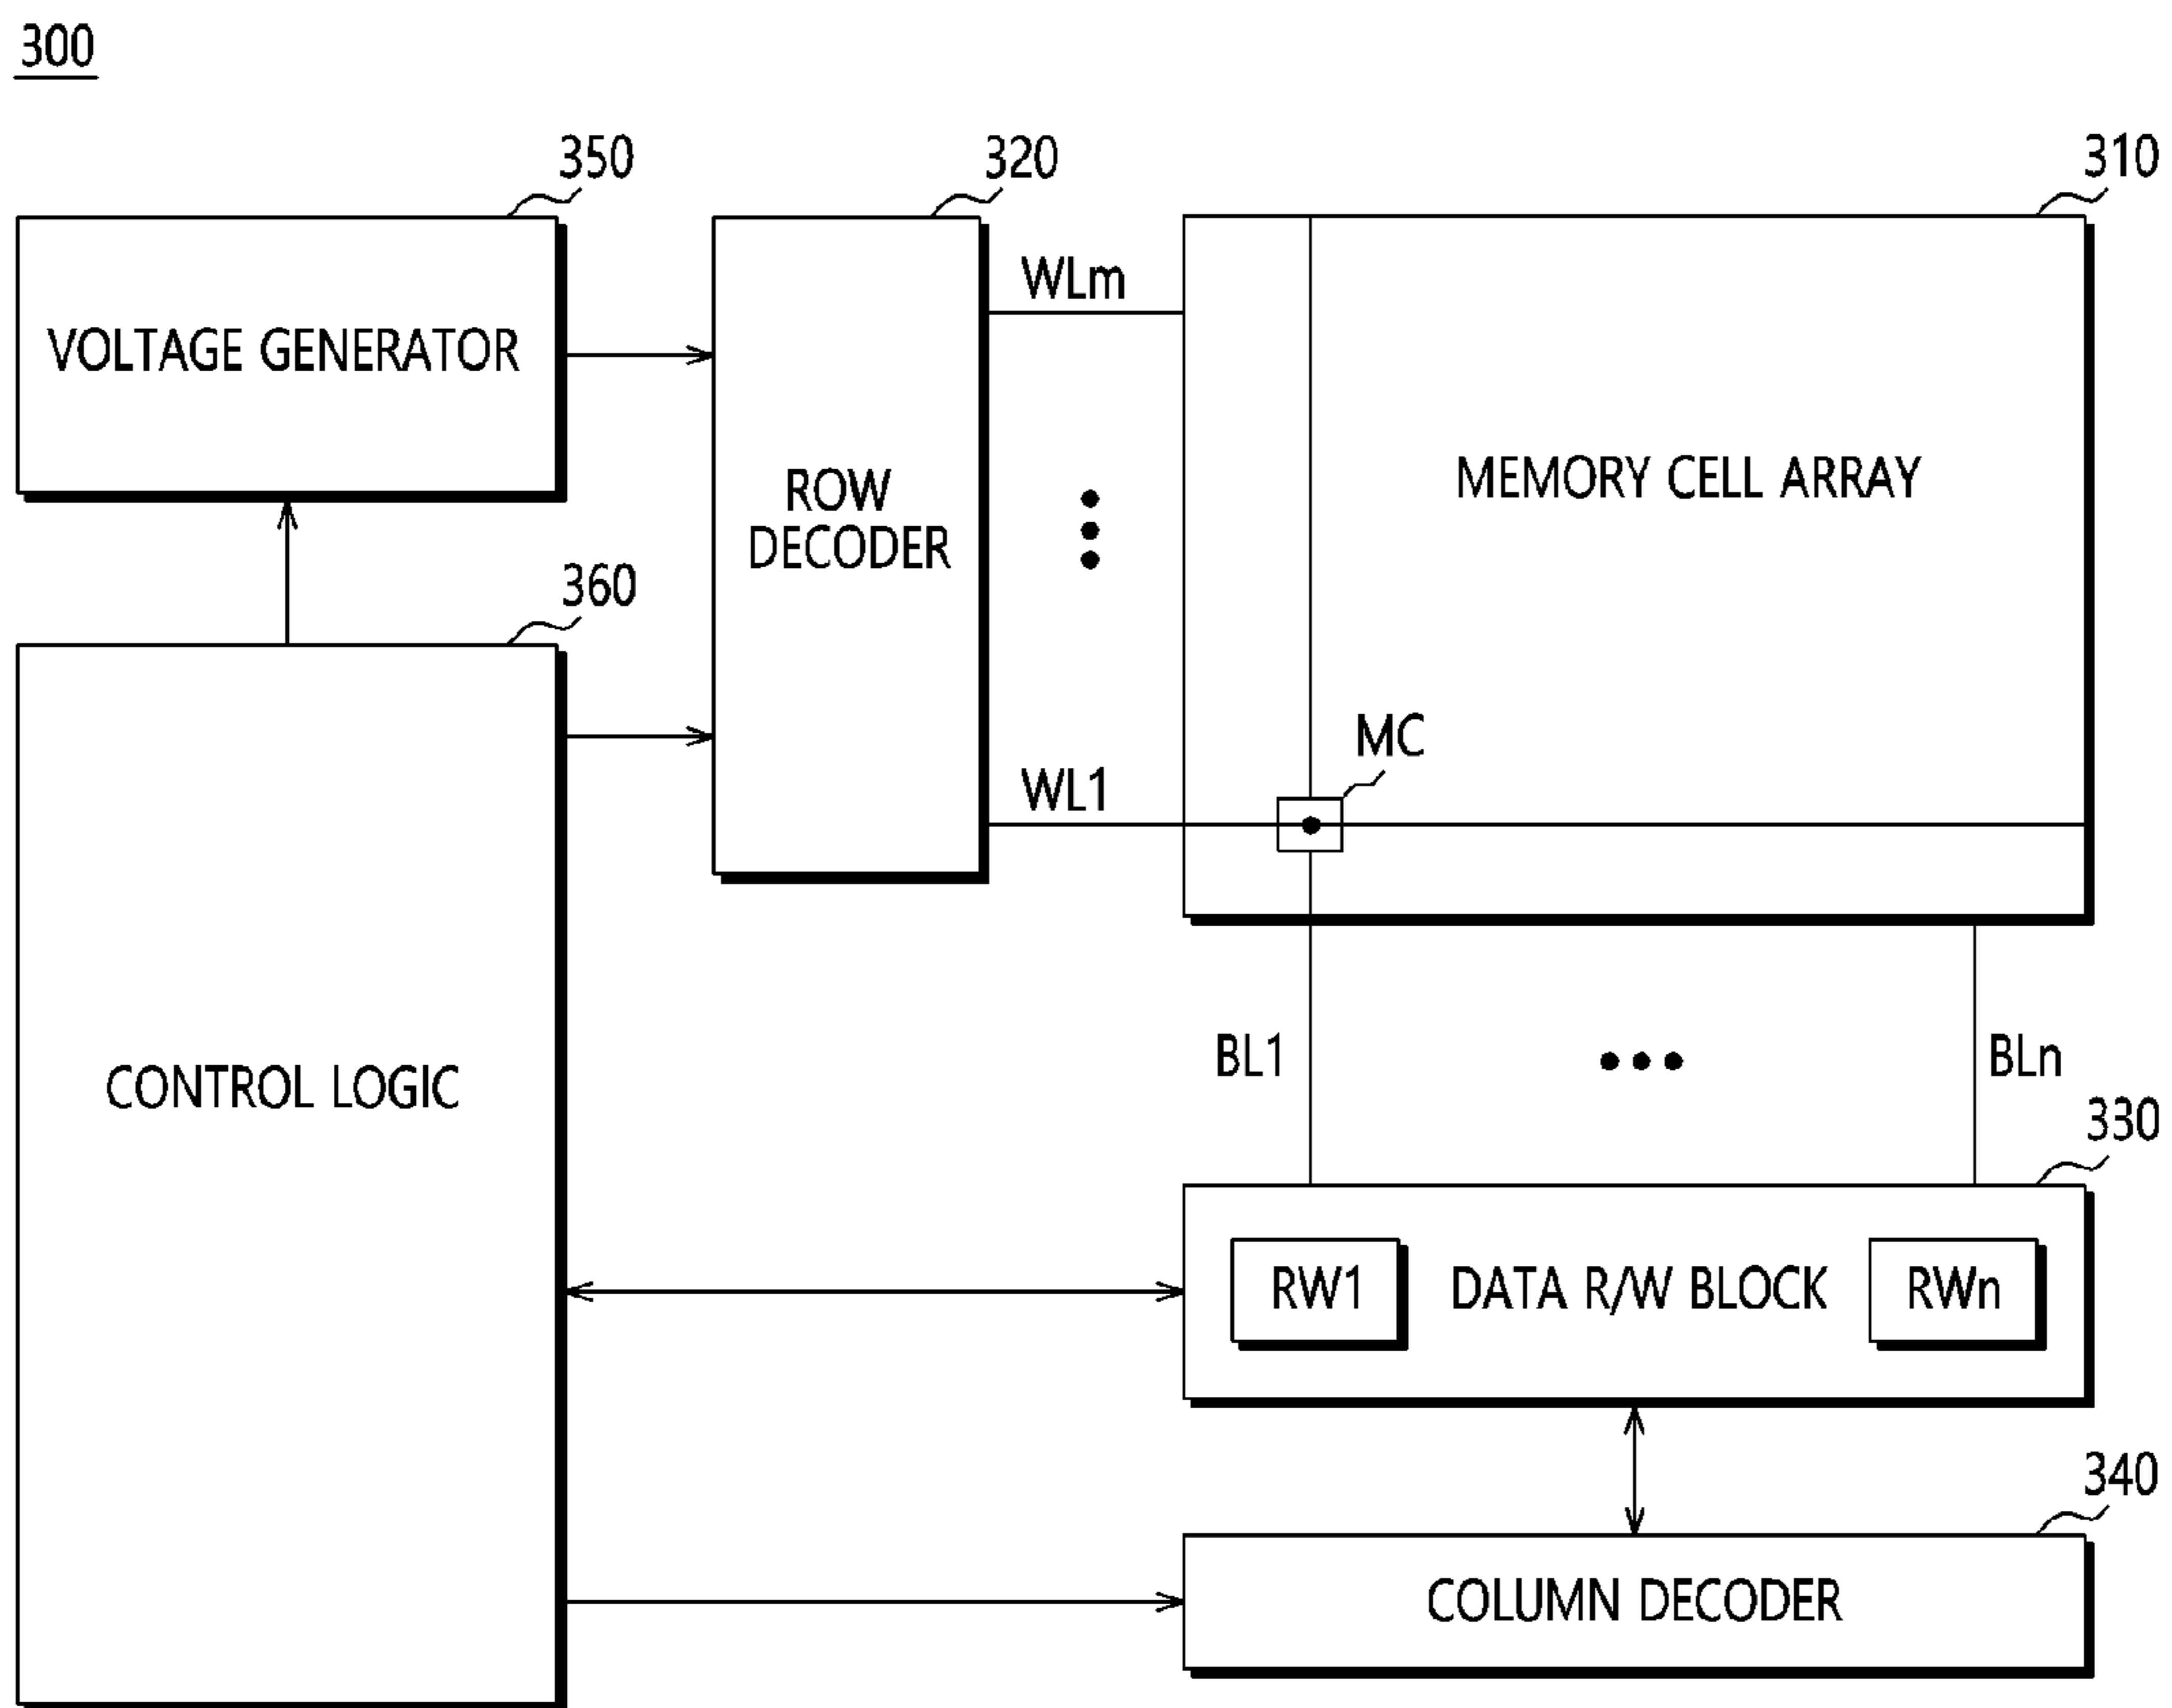 300
350
320
310
VOLTAGE GENERATOR
WLm
ROW
DECODER
MEMORY CELL ARRAY
360
MC
WL1
CONTROL LOGIC
BL1
BLn
330
RW1
DATA R/W BLOCK
RWn
340
COLUMN DECODER